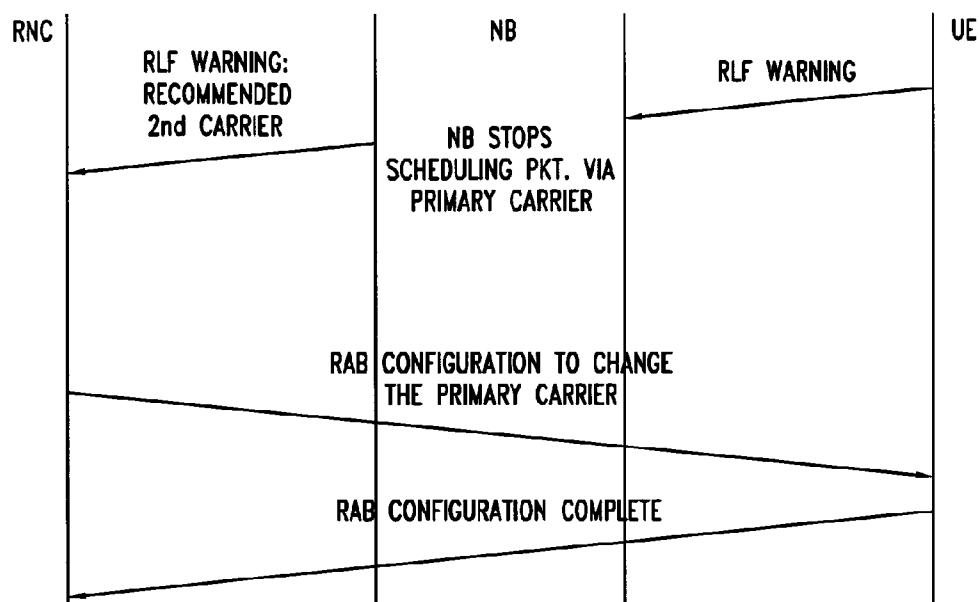 RNC
NB
UE
RLF WARNING:
RECOMMENDED
2nd CARRIER
RLF WARNING
NB STOPS
SCHEDULING PKT. VIA
PRIMARY CARRIER
RAB CONFIGURATION TO CHANGE
THE PRIMARY CARRIER
RAB CONFIGURATION COMPLETE